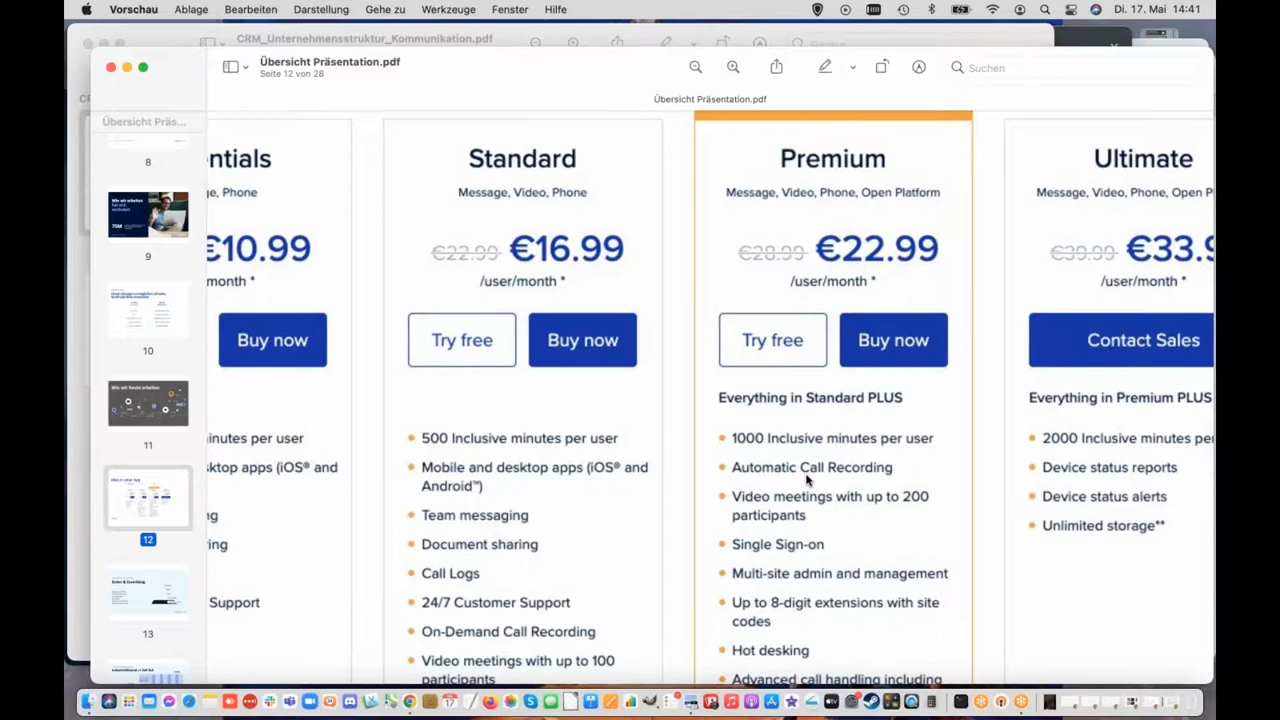 Vorschau Ablage Bearbeiten Darstellung Gehe zu Werkzeuge Fenster Hilfe Di. 17. Mai 14:41
CRM_Unternehmensstruktur_Kommunikation.pdf
Übersicht Präsentation.pdf
Seite 12 von 28
Suchen
Übersicht Präsentation.pdf
Übersicht Präs...
8
9
10
Wie wir heute arbeiten
11
12
13
entials
ge, Phone
€10.99
month *
Buy now
inutes per user
sktop apps (iOS® and
ng
ring
Support
Standard
Message, Video, Phone
€22.99 €16.99
/user/month *
Try free
Buy now
500 Inclusive minutes per user
Mobile and desktop apps (iOS® and
Android™)
Team messaging
Document sharing
Call Logs
24/7 Customer Support
On-Demand Call Recording
Video meetings with up to 100
participants
Premium
Message, Video, Phone, Open Platform
€28.99 €22.99
/user/month *
Try free
Buy now
Everything in Standard PLUS
1000 Inclusive minutes per user
Automatic Call Recording
Video meetings with up to 200
participants
Single Sign-on
Multi-site admin and management
Up to 8-digit extensions with site
codes
Hot desking
Advanced call handling including
Ultimate
Message, Video, Phone, Open P
€39.99 €33.9
/user/month *
Contact Sales
Everything in Premium PLUS
2000 Inclusive minutes per
Device status reports
Device status alerts
Unlimited storage**